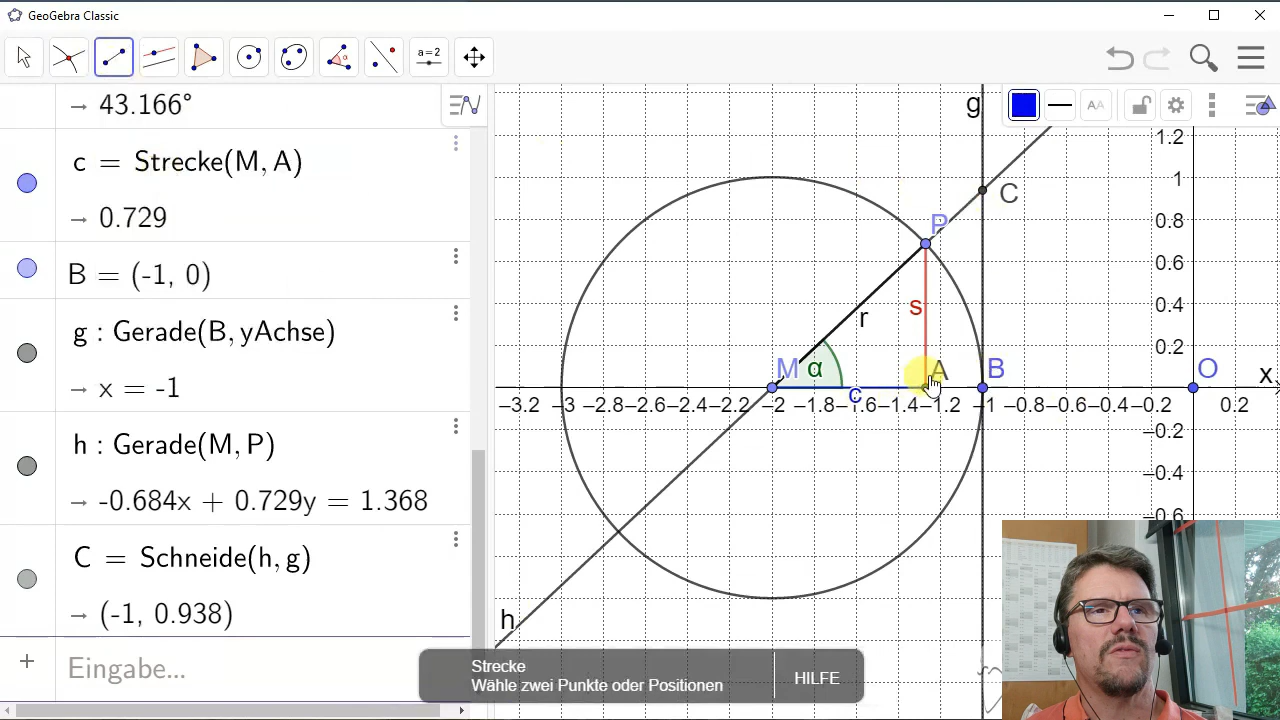 GeoGebra Classic
a=2
→ 43.166°
c = Strecke(M, A)
→ 0.729
B = (-1, 0)
g : Gerade(B, yAchse)
→ x = -1
h : Gerade(M, P)
→ -0.684x + 0.729y = 1.368
C = Schneide(h, g)
→ (-1, 0.938)
+ Eingabe...
AA
g
1.2
1
C
0.8
P
0.6
s
0.4
r
0.2
M
α
A
B
O
x
c
-3.2 -3 -2.8 -2.6 -2.4 -2.2 -2 -1.8 -1.6 -1.4 -1.2 -1 -0.8 -0.6 -0.4 -0.2 0.2
-0.2
-0.4
-0.6
h
Strecke
Wähle zwei Punkte oder Positionen
HILFE